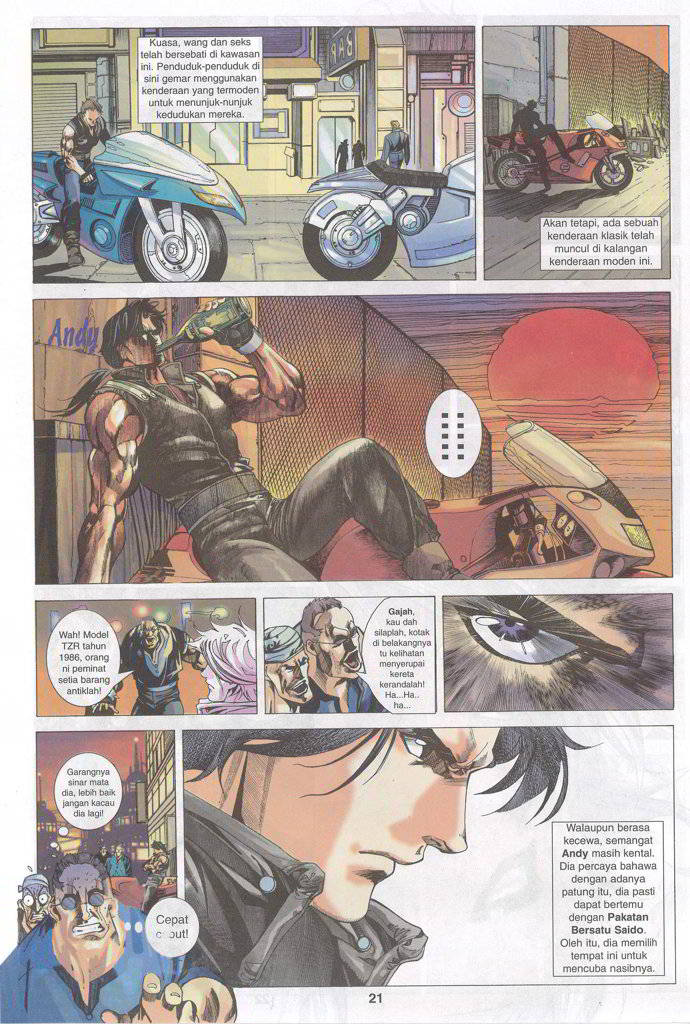 Kuasa, wang dan seks
telah bersebati di kawasan
ini. Penduduk-penduduk di
sini gemar menggunakan
kenderaan yang termoden
untuk menunjuk-nunjuk
kedudukan mereka.
BAR
Akan tetapi, ada sebuah
kenderaan klasik telah
muncul di kalangan
kenderaan moden ini.
Andy
Wah! Model
TZR tahun
1986, orang
ni peminat
setia barang
antiklah!
Gajah,
kau dah
silaplah, kotak
di belakangnya
tu kelihatan
menyerupai
kereta
kerandalah!
Ha...Ha..
ha...
Garangnya
sinar mata
dia, lebih baik
jangan kacau
dia lagi!
Cepat
Walaupun berasa
kecewa, semangat
Andy masih kental.
Dia percaya bahawa
dengan adanya
patung itu, dia pasti
dapat bertemu
dengan Pakatan
Bersatu Saido.
Oleh itu, dia memilih
tempat ini untuk
mencuba nasibnya.
21